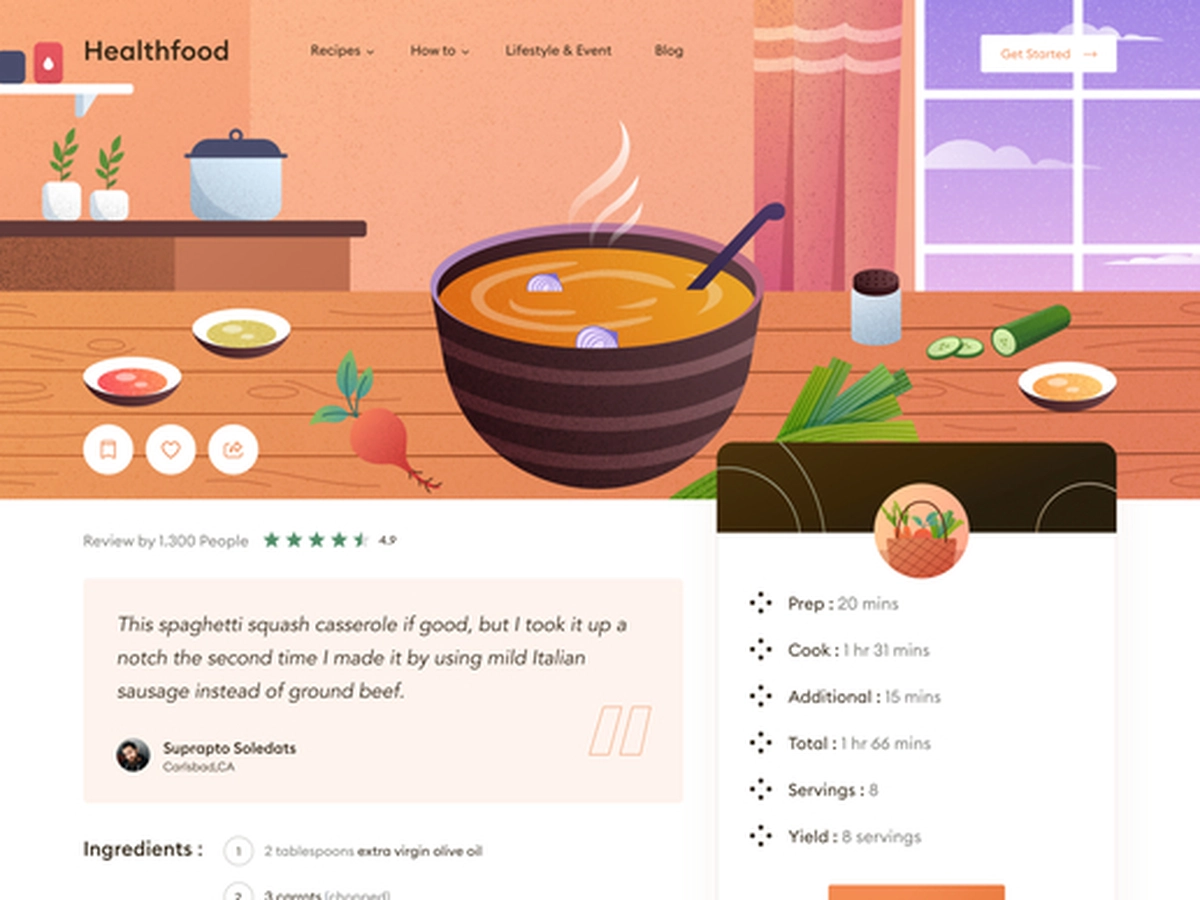 Healthfood
Recipes
How to
Lifestyle & Event
Blog
Get Started
Review by 1.300 People
4.9
This spaghetti squash casserole if good, but I took it up a
notch the second time I made it by using mild Italian
sausage instead of ground beef.
Suprapto Soledats
Carlsbad,CA
Ingredients :
1 2 tablespoons extra virgin olive oil
2 3 carrots (chopped)
Prep : 20 mins
Cook : 1 hr 31 mins
Additional : 15 mins
Total : 1 hr 66 mins
Servings : 8
Yield : 8 servings